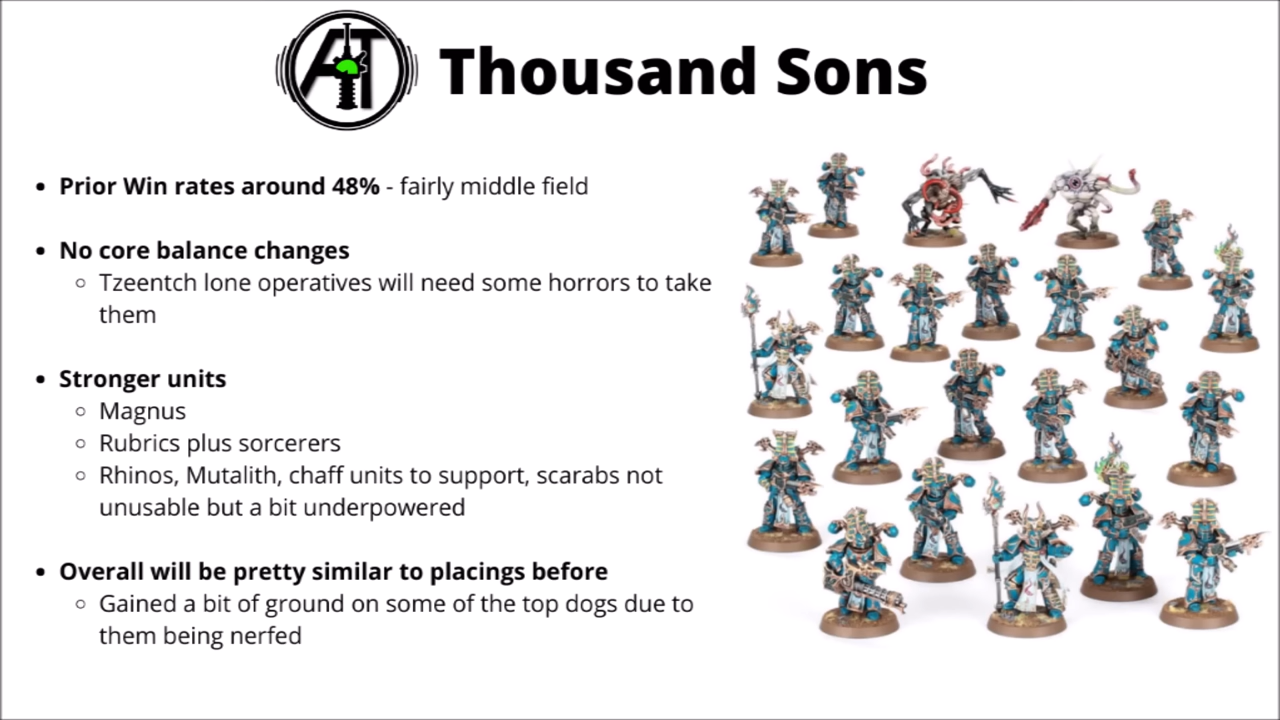 AT
Thousand Sons
• Prior Win rates around 48% - fairly middle field
• No core balance changes
○ Tzeentch lone operatives will need some horrors to take
them
• Stronger units
○ Magnus
○ Rubrics plus sorcerers
○ Rhinos, Mutalith, chaff units to support, scarabs not
unusable but a bit underpowered
• Overall will be pretty similar to placings before
○ Gained a bit of ground on some of the top dogs due to
them being nerfed